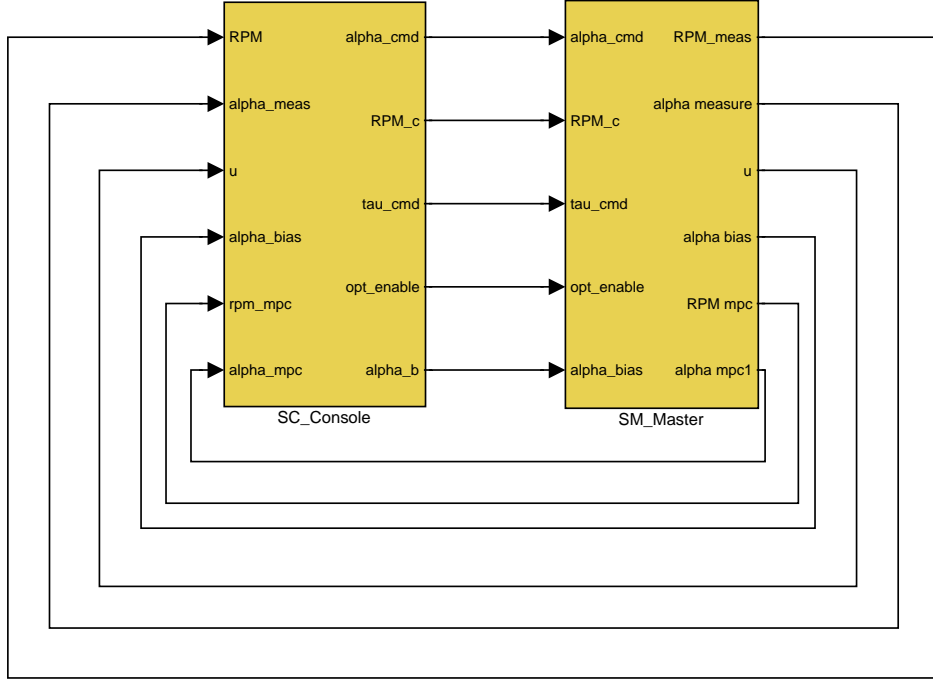 RPM
alpha_meas
u
alpha_bias
rpm_mpc
alpha_mpc
alpha_cmd
RPM_c
tau_cmd
opt_enable
alpha_b
SC_Console
alpha_cmd
RPM_c
tau_cmd
opt_enable
alpha_bias
RPM_meas
alpha measure
u
alpha bias
RPM mpc
alpha mpc1
SM_Master